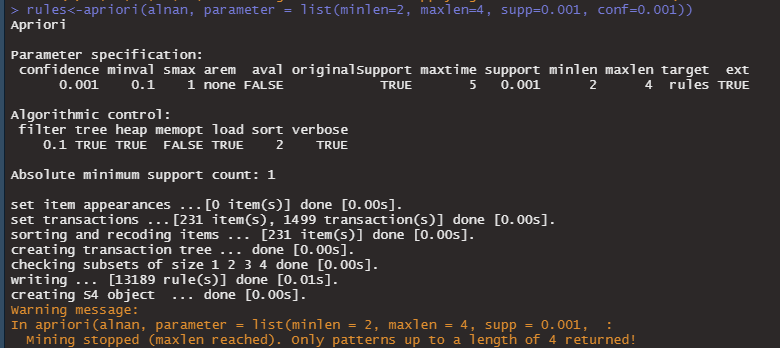 > rules<-apriori(alnan, parameter = list(minlen=2, maxlen=4, supp=0.001, conf=0.001))
Apriori
Parameter specification:
confidence minval smax arem aval originalSupport maxtime support minlen maxlen target ext
0.001 0.1 1 none FALSE TRUE 5 0.001 2 4 rules TRUE
Algorithmic control:
filter tree heap memopt load sort verbose
0.1 TRUE TRUE FALSE TRUE 2 TRUE
Absolute minimum support count: 1
set item appearances ...[0 item(s)] done [0.00s].
set transactions ...[231 item(s), 1499 transaction(s)] done [0.00s].
sorting and recoding items ... [231 item(s)] done [0.00s].
creating transaction tree ... done [0.00s].
checking subsets of size 1 2 3 4 done [0.00s].
writing ... [13189 rule(s)] done [0.01s].
creating S4 object ... done [0.00s].
Warning message:
In apriori(alnan, parameter = list(minlen = 2, maxlen = 4, supp = 0.001, :
Mining stopped (maxlen reached). Only patterns up to a length of 4 returned!